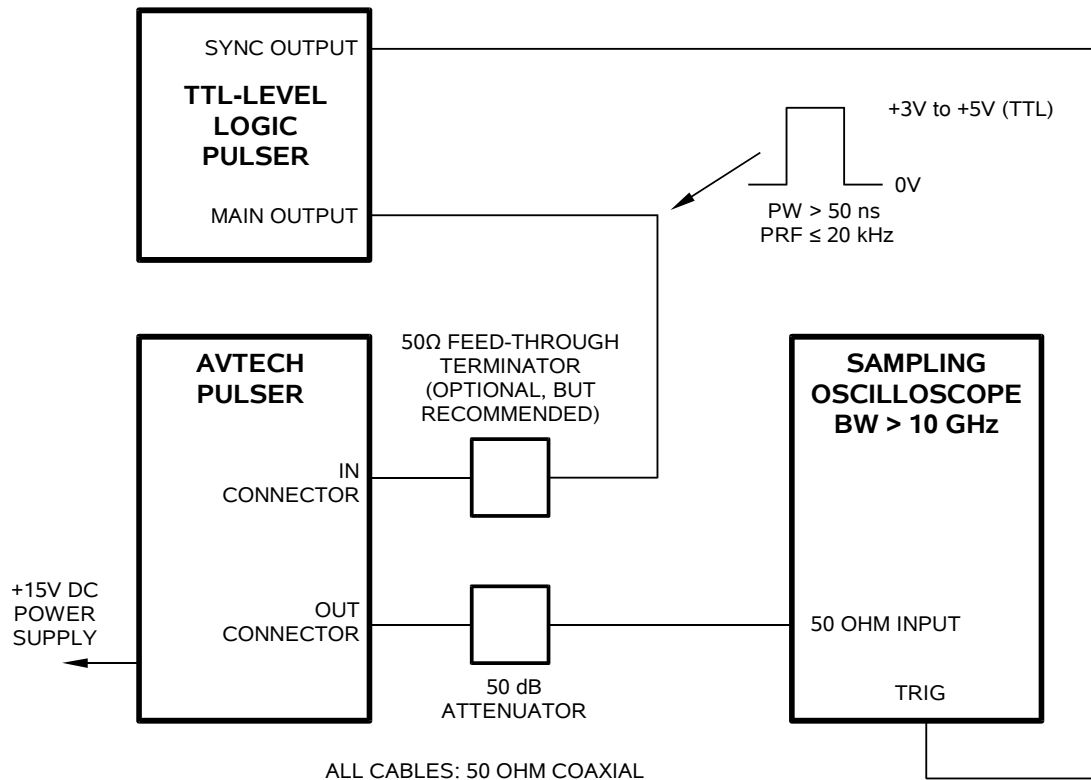 SYNC OUTPUT
TTL-LEVEL
LOGIC
PULSER
MAIN OUTPUT
+3V to +5V (TTL)
0V
PW > 50 ns
PRF ≤ 20 kHz
AVTECH
PULSER
50Ω FEED-THROUGH
TERMINATOR
(OPTIONAL, BUT
RECOMMENDED)
SAMPLING
OSCILLOSCOPE
BW > 10 GHz
IN
CONNECTOR
+15V DC
POWER
SUPPLY
OUT
CONNECTOR
50 OHM INPUT
50 dB
ATTENUATOR
TRIG
ALL CABLES: 50 OHM COAXIAL